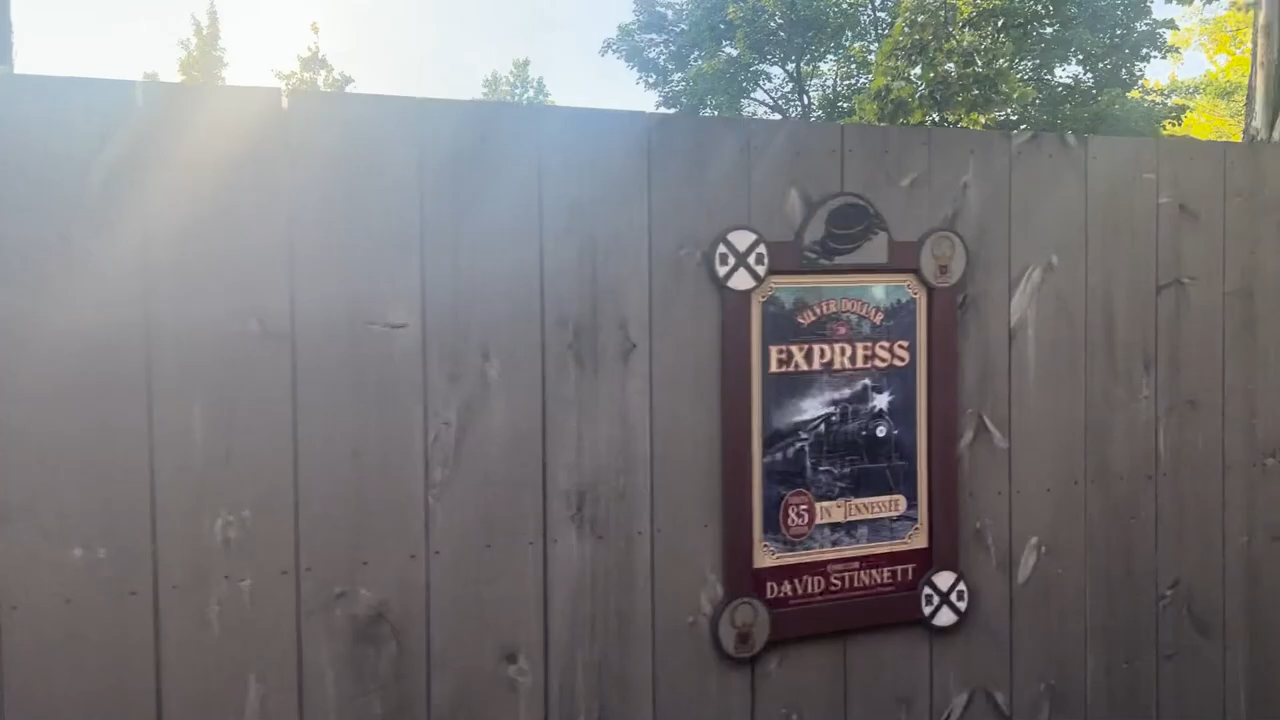 R R
SILVER DOLLAR
EXPRESS
85
IN TENNESSEE
DAVID STINNETT
R R